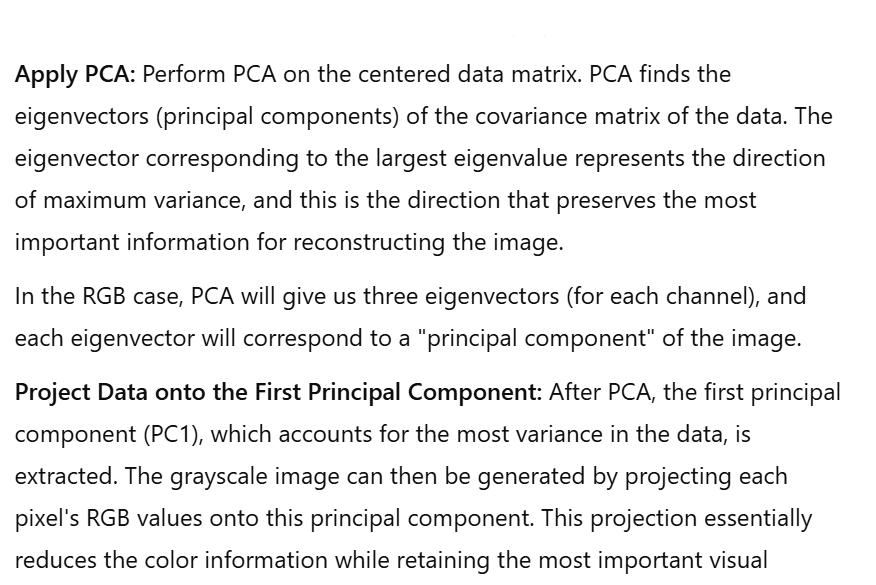 Apply PCA: Perform PCA on the centered data matrix. PCA finds the
eigenvectors (principal components) of the covariance matrix of the data. The
eigenvector corresponding to the largest eigenvalue represents the direction
of maximum variance, and this is the direction that preserves the most
important information for reconstructing the image.
In the RGB case, PCA will give us three eigenvectors (for each channel), and
each eigenvector will correspond to a "principal component" of the image.
Project Data onto the First Principal Component: After PCA, the first principal
component (PC1), which accounts for the most variance in the data, is
extracted. The grayscale image can then be generated by projecting each
pixel's RGB values onto this principal component. This projection essentially
reduces the color information while retaining the most important visual